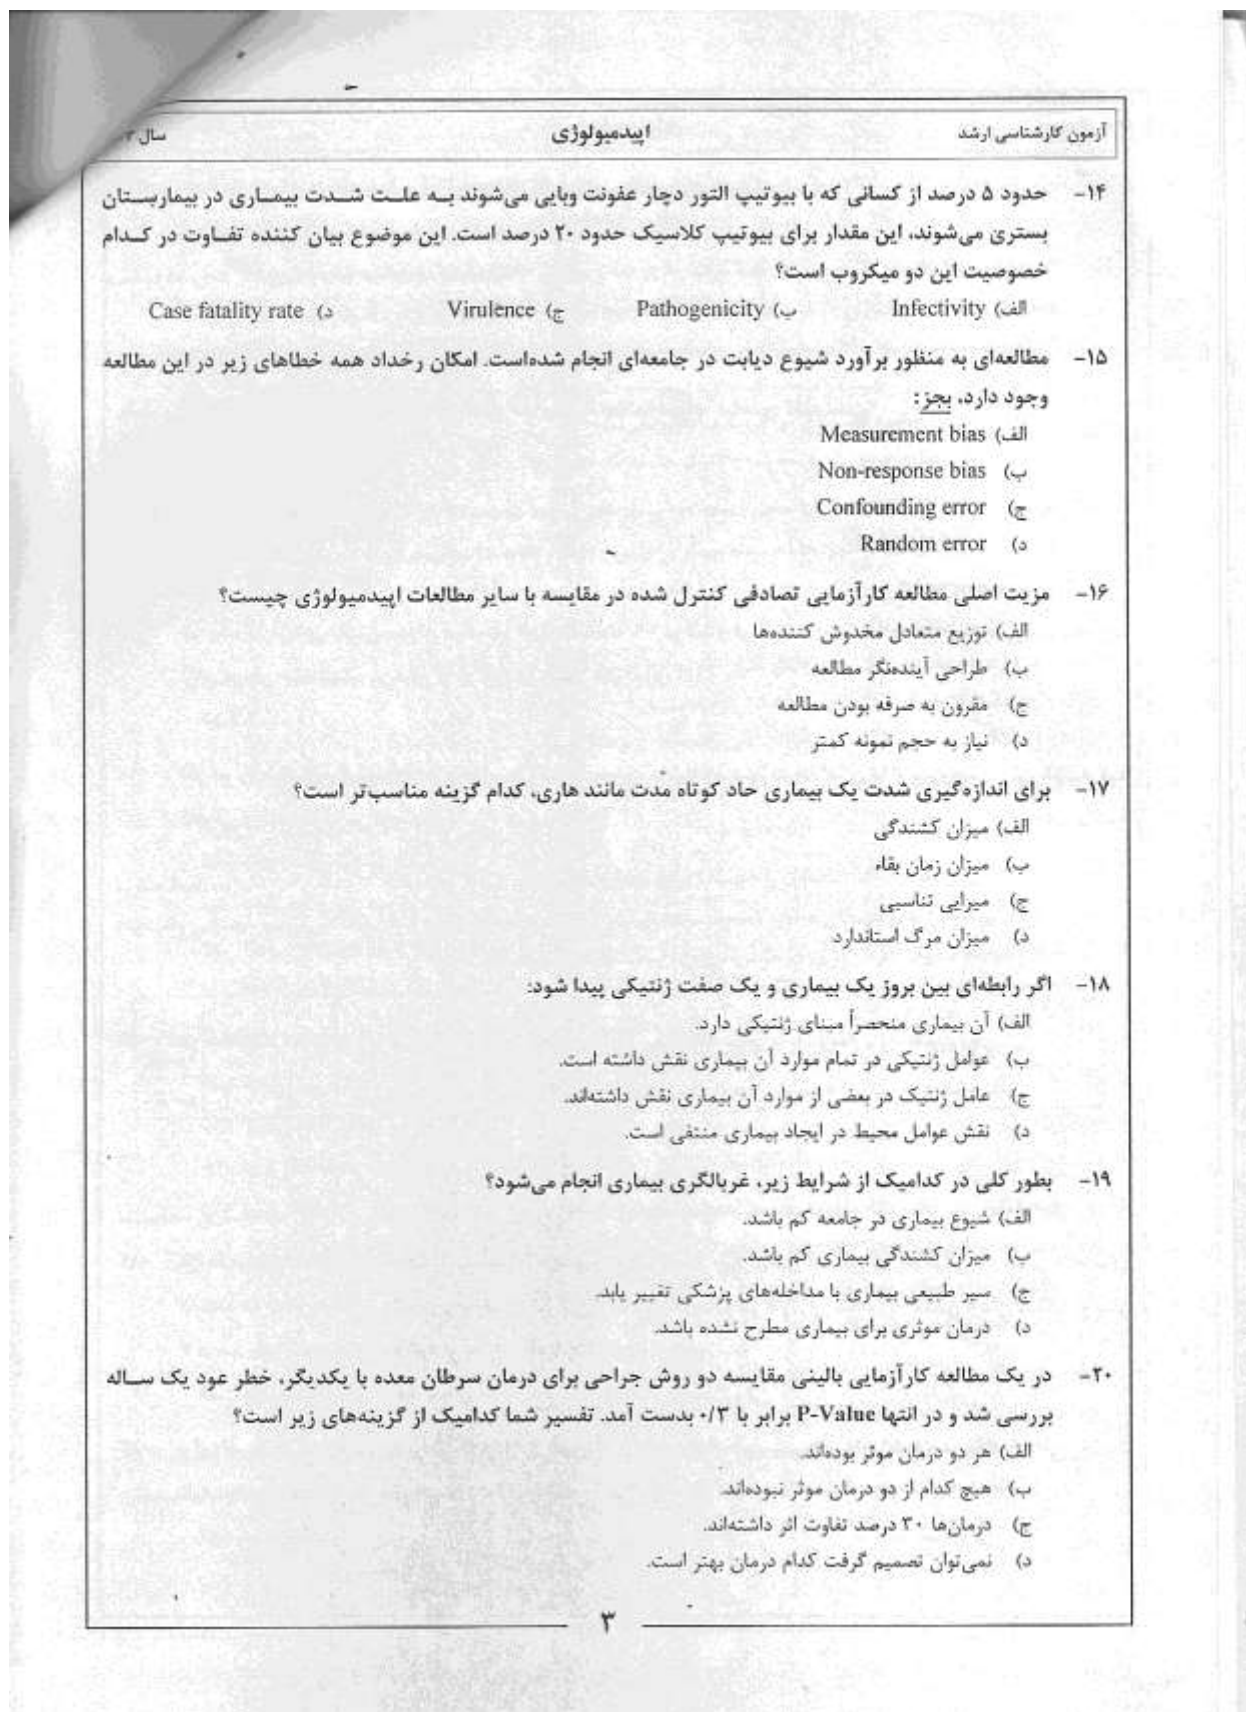 آزمون کارشناسی ارشد
اپیدمیولوژی
سال
۱۴- حدود ۵ درصد از کسانی که با بیوتیپ التور دچار عفونت وبایی می‌شوند به علت شدت بیماری در بیمارستان
بستری می‌شوند، این مقدار برای بیوتیپ کلاسیک حدود ۲۰ درصد است. این موضوع بیان کننده تفاوت در کدام
خصوصیت این دو میکروب است؟
الف) Infectivity ب) Pathogenicity ج) Virulence د) Case fatality rate
۱۵- مطالعه‌ای به منظور برآورد شیوع دیابت در جامعه‌ای انجام شده‌است. امکان رخداد همه خطاهای زیر در این مطالعه
وجود دارد، بجز:
الف) Measurement bias
ب) Non-response bias
ج) Confounding error
د) Random error
۱۶- مزیت اصلی مطالعه کارآزمایی تصادفی کنترل شده در مقایسه با سایر مطالعات اپیدمیولوژی چیست؟
الف) توزیع متعادل مخدوش کننده‌ها
ب) طراحی آینده‌نگر مطالعه
ج) مقرون به صرفه بودن مطالعه
د) نیاز به حجم نمونه کمتر
۱۷- برای اندازه‌گیری شدت یک بیماری حاد کوتاه مدت مانند هاری، کدام گزینه مناسب‌تر است؟
الف) میزان کشندگی
ب) میزان زمان بقاء
ج) میرایی تناسبی
د) میزان مرگ استاندارد
۱۸- اگر رابطه‌ای بین بروز یک بیماری و یک صفت ژنتیکی پیدا شود:
الف) آن بیماری منحصراً مبنای ژنتیکی دارد.
ب) عوامل ژنتیکی در تمام موارد آن بیماری نقش داشته است.
ج) عامل ژنتیک در بعضی از موارد آن بیماری نقش داشته‌اند.
د) نقش عوامل محیط در ایجاد بیماری منتفی است.
۱۹- بطور کلی در کدامیک از شرایط زیر، غربالگری بیماری انجام می‌شود؟
الف) شیوع بیماری در جامعه کم باشد.
ب) میزان کشندگی بیماری کم باشد.
ج) سیر طبیعی بیماری با مداخله‌های پزشکی تغییر یابد.
د) درمان موثری برای بیماری مطرح نشده باشد.
۲۰- در یک مطالعه کارآزمایی بالینی مقایسه دو روش جراحی برای درمان سرطان معده با یکدیگر، خطر عود یک ساله
بررسی شد و در انتها P-Value برابر با ۰/۳ بدست آمد. تفسیر شما کدامیک از گزینه‌های زیر است؟
الف) هر دو درمان موثر بوده‌اند.
ب) هیچ کدام از دو درمان موثر نبوده‌اند.
ج) درمان‌ها ۳۰ درصد تفاوت اثر داشته‌اند.
د) نمی‌توان تصمیم گرفت کدام درمان بهتر است.
۳